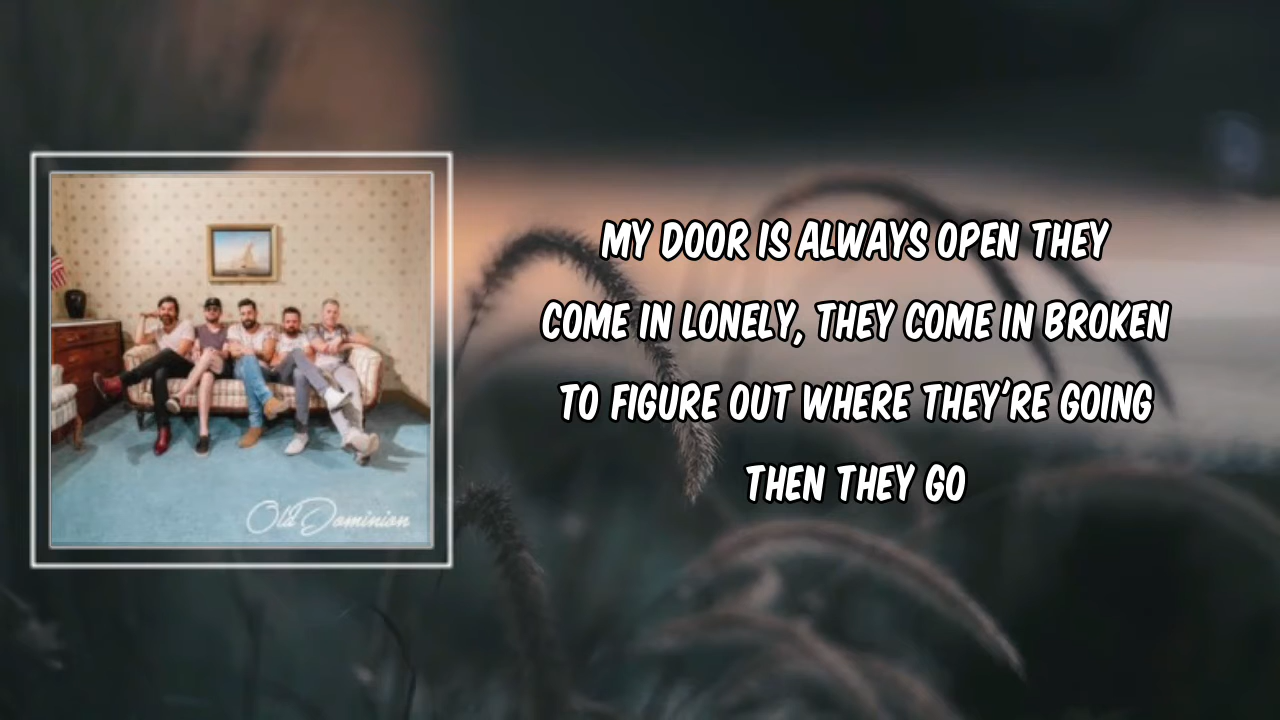 Old Dominion
MY DOOR IS ALWAYS OPEN THEY
COME IN LONELY, THEY COME IN BROKEN
TO FIGURE OUT WHERE THEY'RE GOING
THEN THEY GO